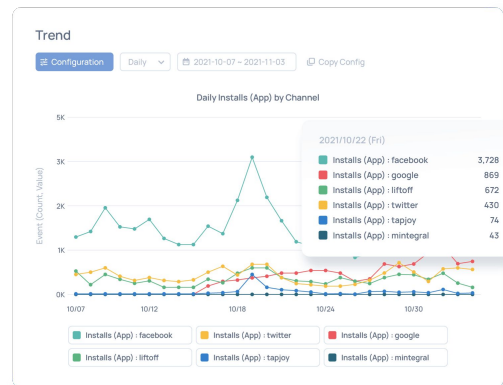 Trend
Configuration Daily 2021-10-07 ~ 2021-11-03 Copy Config
Daily Installs (App) by Channel
Event (Count, Value)
5K
3K
2K
1K
0K
10/07 10/12 10/18 10/24 10/30
2021/10/22 (Fri)
Installs (App) : facebook 3,728
Installs (App) : google 869
Installs (App) : liftoff 672
Installs (App) : twitter 430
Installs (App) : tapjoy 74
Installs (App) : mintegral 43
Installs (App) : facebook Installs (App) : twitter Installs (App) : google
Installs (App) : liftoff Installs (App) : tapjoy Installs (App) : mintegral